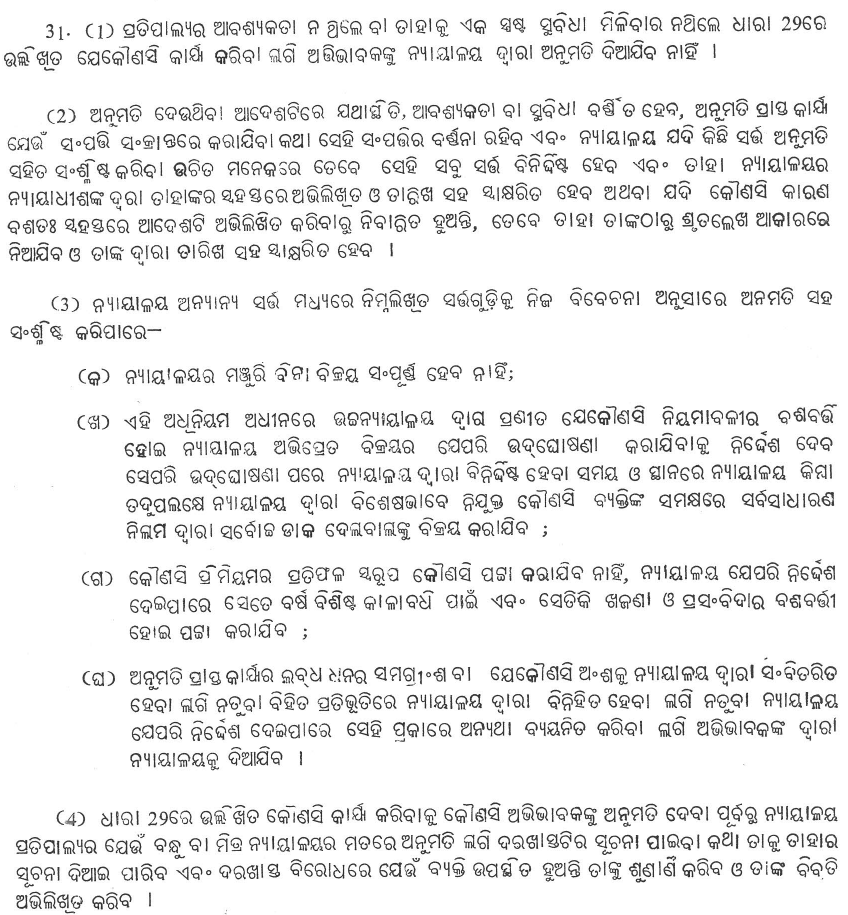 31. (1) ପ୍ରତିପାଲ୍ୟର ଆବଶ୍ୟକତା ନ ଥିଲେ ବା ତାହାକୁ ଏକ ସ୍ପଷ୍ଟ ସୁବିଧା ମିଳିବାର ନଥିଲେ ଧାରା 29ରେ
ଉଲ୍ଲିଖିତ ଯେକୌଣସି କାର୍ଯ୍ୟ କରିବା ଲାଗି ଅଭିଭାବକଙ୍କୁ ନ୍ୟାୟାଳୟ ଦ୍ୱାରା ଅନୁମତି ଦିଆଯିବ ନାହିଁ ।
(2) ଅନୁମତି ଦେଉଥିବା ଆଦେଶଟିରେ ଯଥାସ୍ଥିତି, ଆବଶ୍ୟକତା ବା ସୁବିଧା ବର୍ଣ୍ଣିତ ହେବ, ଅନୁମତି ପ୍ରାପ୍ତ କାର୍ଯ୍ୟ
ଯେଉଁ ସଂପତ୍ତି ସଂକ୍ରାନ୍ତରେ କରାଯିବା କଥା ସେହି ସଂପତ୍ତିର ବର୍ଣ୍ଣନା ରହିବ ଏବଂ ନ୍ୟାୟାଳୟ ଯଦି କିଛି ସର୍ତ୍ତ ଅନୁମତି
ସହିତ ସଂଶ୍ଳିଷ୍ଟ କରିବା ଉଚିତ ମନେକରେ ତେବେ ସେହି ସବୁ ସର୍ତ୍ତ ବିନିର୍ଦ୍ଦିଷ୍ଟ ହେବ ଏବଂ ତାହା ନ୍ୟାୟାଳୟର
ନ୍ୟାୟାଧୀଶଙ୍କ ଦ୍ୱାରା ତାହାଙ୍କର ସ୍ୱହସ୍ତରେ ଅଭିଲିଖିତ ଓ ତାରିଖ ସହ ସ୍ୱାକ୍ଷରିତ ହେବ ଅଥବା ଯଦି କୌଣସି କାରଣ
ବଶତଃ ସ୍ୱହସ୍ତରେ ଆଦେଶଟି ଅଭିଲିଖିତ କରିବାରୁ ନିବାରିତ ହୁଅନ୍ତି, ତେବେ ତାହା ତାଙ୍କଠାରୁ ଶ୍ରୁତଲେଖ ଆକାରରେ
ନିଆଯିବ ଓ ତାଙ୍କ ଦ୍ୱାରା ତାରିଖ ସହ ସ୍ୱାକ୍ଷରିତ ହେବ ।
(3) ନ୍ୟାୟାଳୟ ଅନ୍ୟାନ୍ୟ ସର୍ତ୍ତ ମଧ୍ୟରେ ନିମ୍ନଲିଖିତ ସର୍ତ୍ତଗୁଡ଼ିକୁ ନିଜ ବିବେଚନା ଅନୁସାରେ ଅନମତି ସହ
ସଂଶ୍ଳିଷ୍ଟ କରିପାରେ—
(କ) ନ୍ୟାୟାଳୟର ମଞ୍ଜୁରି ବିନା ବିକ୍ରୟ ସଂପୂର୍ଣ୍ଣ ହେବ ନାହିଁ;
(ଖ) ଏହି ଅଧିନିୟମ ଅଧୀନରେ ଉଚ୍ଚନ୍ୟାୟାଳୟ ଦ୍ୱାରା ପ୍ରଣୀତ ଯେକୌଣସି ନିୟମାବଳୀର ବଶବର୍ତ୍ତି
ହୋଇ ନ୍ୟାୟାଳୟ ଅଭିପ୍ରେତ ବିକ୍ରୟର ଯେପରି ଉଦ୍‌ଘୋଷଣା କରାଯିବାକୁ ନିର୍ଦ୍ଦେଶ ଦେବ
ସେପରି ଉଦ୍‌ଘୋଷଣା ପରେ ନ୍ୟାୟାଳୟ ଦ୍ୱାରା ବିନିର୍ଦ୍ଦିଷ୍ଟ ହେବା ସମୟ ଓ ସ୍ଥାନରେ ନ୍ୟାୟାଳୟ କିମ୍ବା
ତଦୁପଲକ୍ଷେ ନ୍ୟାୟାଳୟ ଦ୍ୱାରା ବିଶେଷଭାବେ ନିଯୁକ୍ତ କୌଣସି ବ୍ୟକ୍ତିଙ୍କ ସମକ୍ଷରେ ସର୍ବସାଧାରଣ
ନିଲାମ ଦ୍ୱାରା ସର୍ବୋଚ୍ଚ ଡାକ ଦେଲାବାଲାଙ୍କୁ ବିକ୍ରୟ କରାଯିବ ;
(ଗ) କୌଣସି ପ୍ରିମିୟମର ପ୍ରତିଫଳ ସ୍ୱରୂପ କୌଣସି ପଟ୍ଟା କରାଯିବ ନାହିଁ, ନ୍ୟାୟାଳୟ ଯେପରି ନିର୍ଦ୍ଦେଶ
ଦେଇପାରେ ସେତେ ବର୍ଷ ବିଶିଷ୍ଟ କାଳାବଧି ପାଇଁ ଏବଂ ସେତିକି ଖଜଣା ଓ ପ୍ରସଂବିଦାର ବଶବର୍ତ୍ତୀ
ହୋଇ ପଟ୍ଟା କରାଯିବ ;
(ଘ) ଅନୁମତି ପ୍ରାପ୍ତ କାର୍ଯ୍ୟର ଲବ୍‌ଧ ଧନର ସମଗ୍ରାଂଶ ବା ଯେକୌଣସି ଅଂଶକୁ ନ୍ୟାୟାଳୟ ଦ୍ୱାରା ସଂବିତରିତ
ହେବା ଲାଗି ନତୁବା ବିହିତ ପ୍ରତିଭୂତିରେ ନ୍ୟାୟାଳୟ ଦ୍ୱାରା ବିନ୍ନିହିତ ହେବା ଲାଗି ନତୁବା ନ୍ୟାୟାଳୟ
ଯେପରି ନିର୍ଦ୍ଦେଶ ଦେଇପାରେ ସେହି ପ୍ରକାରେ ଅନ୍ୟଥା ବ୍ୟୟନିତ କରିବା ଲାଗି ଅଭିଭାବକଙ୍କ ଦ୍ୱାରା
ନ୍ୟାୟାଳୟକୁ ଦିଆଯିବ ।
(4) ଧାରା 29ରେ ଉଲ୍ଲିଖିତ କୌଣସି କାର୍ଯ୍ୟ କରିବାକୁ କୌଣସି ଅଭିଭାବକଙ୍କୁ ଅନୁମତି ଦେବା ପୂର୍ବରୁ ନ୍ୟାୟାଳୟ
ପ୍ରତିପାଲ୍ୟର ଯେଉଁ ବନ୍ଧୁ ବା ମିତ୍ର ନ୍ୟାୟାଳୟର ମତରେ ଅନୁମତି ଲାଗି ଦରଖାସ୍ତଟିର ସୂଚନା ପାଇବା କଥା ତାକୁ ତାହାର
ସୂଚନା ଦିଆଇ ପାରିବ ଏବଂ ଦରଖାସ୍ତ ବିରୋଧରେ ଯେଉଁ ବ୍ୟକ୍ତି ଉପସ୍ଥିତ ହୁଅନ୍ତି ତାଙ୍କୁ ଶୁଣାଣି କରିବ ଓ ତାଙ୍କ ବିବୃତି
ଅଭିଲିଖିତ କରିବ ।